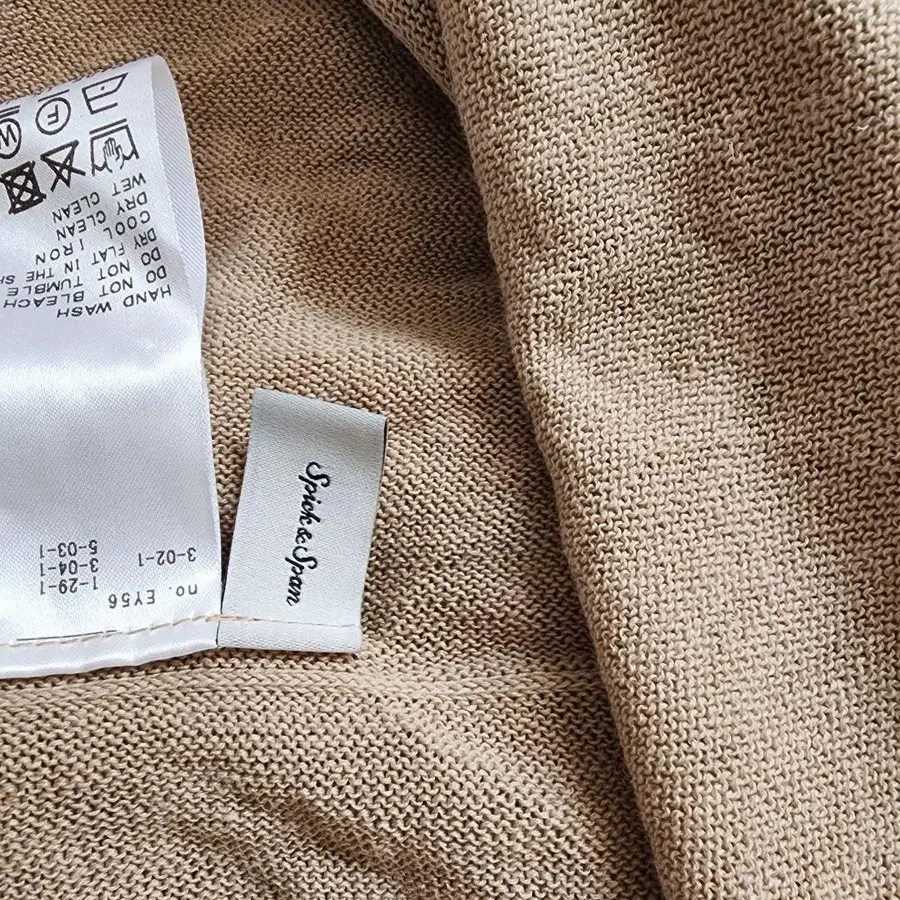 no. EY56
1-29-1
3-04-1
3-02-1
5-03-1
HAND WASH
DO NOT BLEACH
DO NOT TUMBLE
DRY FLAT IN THE
COOL IRON
DRY CLEAN
WET CLEAN
F
W
Spick & Span